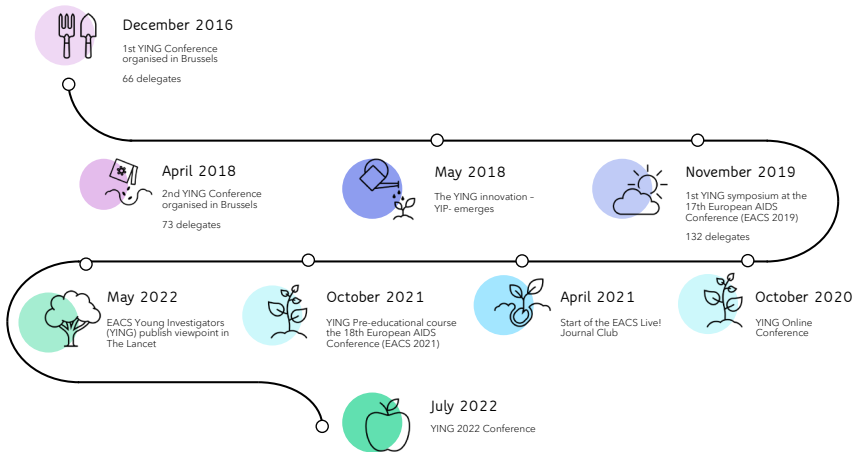 December 2016
1st YING Conference
organised in Brussels
66 delegates
April 2018
2nd YING Conference
organised in Brussels
73 delegates
May 2018
The YING innovation –
YIP- emerges
November 2019
1st YING symposium at the
17th European AIDS
Conference (EACS 2019)
132 delegates
October 2020
YING Online
Conference
April 2021
Start of the EACS Live!
Journal Club
October 2021
YING Pre-educational course
the 18th European AIDS
Conference (EACS 2021)
May 2022
EACS Young Investigators
(YING) publish viewpoint in
The Lancet
July 2022
YING 2022 Conference